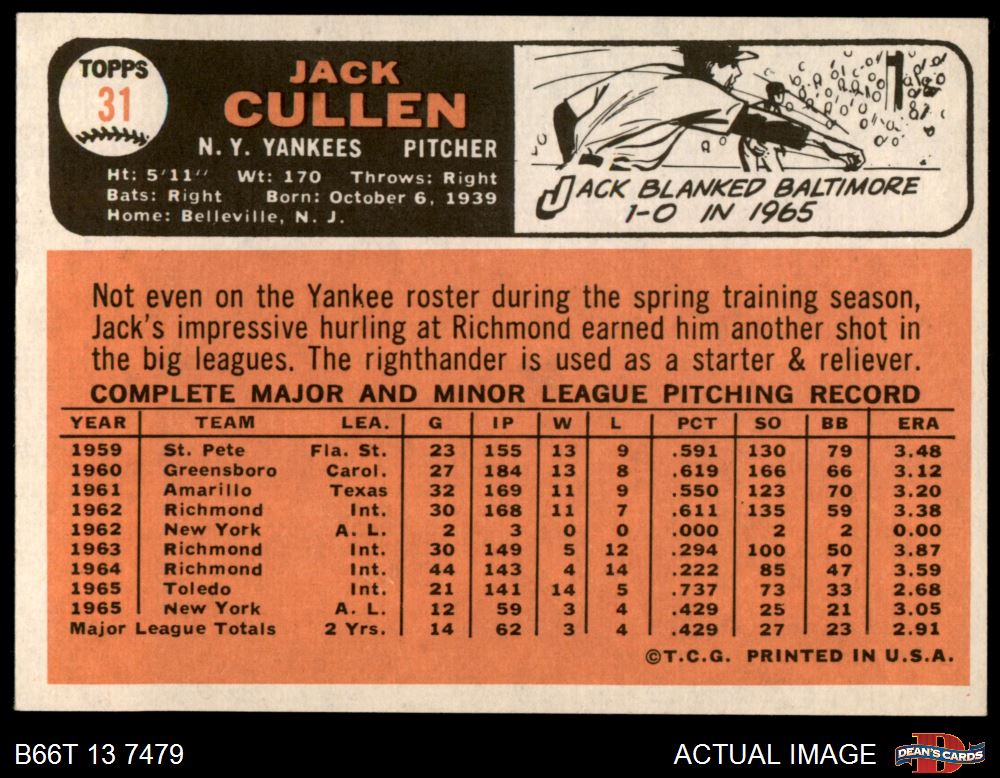 TOPPS
31
JACK
CULLEN
N. Y. YANKEES PITCHER
Ht: 5'11" Wt: 170 Throws: Right
Bats: Right Born: October 6, 1939
Home: Belleville, N. J.
JACK BLANKED BALTIMORE
1-0 IN 1965
Not even on the Yankee roster during the spring training season,
Jack's impressive hurling at Richmond earned him another shot in
the big leagues. The righthander is used as a starter & reliever.
COMPLETE MAJOR AND MINOR LEAGUE PITCHING RECORD
YEAR TEAM LEA. G IP W L PCT SO BB ERA
1959 St. Pete Fla. St. 23 155 13 9 .591 130 79 3.48
1960 Greensboro Carol. 27 184 13 8 .619 166 66 3.12
1961 Amarillo Texas 32 169 11 9 .550 123 70 3.20
1962 Richmond Int. 30 168 11 7 .611 135 59 3.38
1962 New York A. L. 2 3 0 0 .000 2 2 0.00
1963 Richmond Int. 30 149 5 12 .294 100 50 3.87
1964 Richmond Int. 44 143 4 14 .222 85 47 3.59
1965 Toledo Int. 21 141 14 5 .737 73 33 2.68
1965 New York A. L. 12 59 3 4 .429 25 21 3.05
Major League Totals 2 Yrs. 14 62 3 4 .429 27 23 2.91
©T.C.G. PRINTED IN U.S.A.
B66T 13 7479 ACTUAL IMAGE DEAN'S CARDS